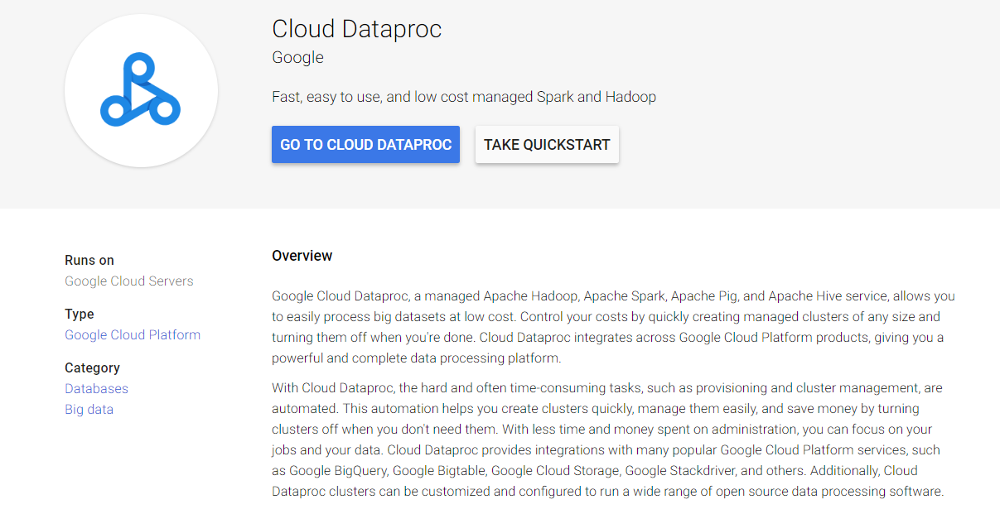 Cloud Dataproc
Google
Fast, easy to use, and low cost managed Spark and Hadoop
GO TO CLOUD DATAPROC
TAKE QUICKSTART
Runs on
Google Cloud Servers
Type
Google Cloud Platform
Category
Databases
Big data
Overview
Google Cloud Dataproc, a managed Apache Hadoop, Apache Spark, Apache Pig, and Apache Hive service, allows you
to easily process big datasets at low cost. Control your costs by quickly creating managed clusters of any size and
turning them off when you're done. Cloud Dataproc integrates across Google Cloud Platform products, giving you a
powerful and complete data processing platform.
With Cloud Dataproc, the hard and often time-consuming tasks, such as provisioning and cluster management, are
automated. This automation helps you create clusters quickly, manage them easily, and save money by turning
clusters off when you don't need them. With less time and money spent on administration, you can focus on your
jobs and your data. Cloud Dataproc provides integrations with many popular Google Cloud Platform services, such
as Google BigQuery, Google Bigtable, Google Cloud Storage, Google Stackdriver, and others. Additionally, Cloud
Dataproc clusters can be customized and configured to run a wide range of open source data processing software.